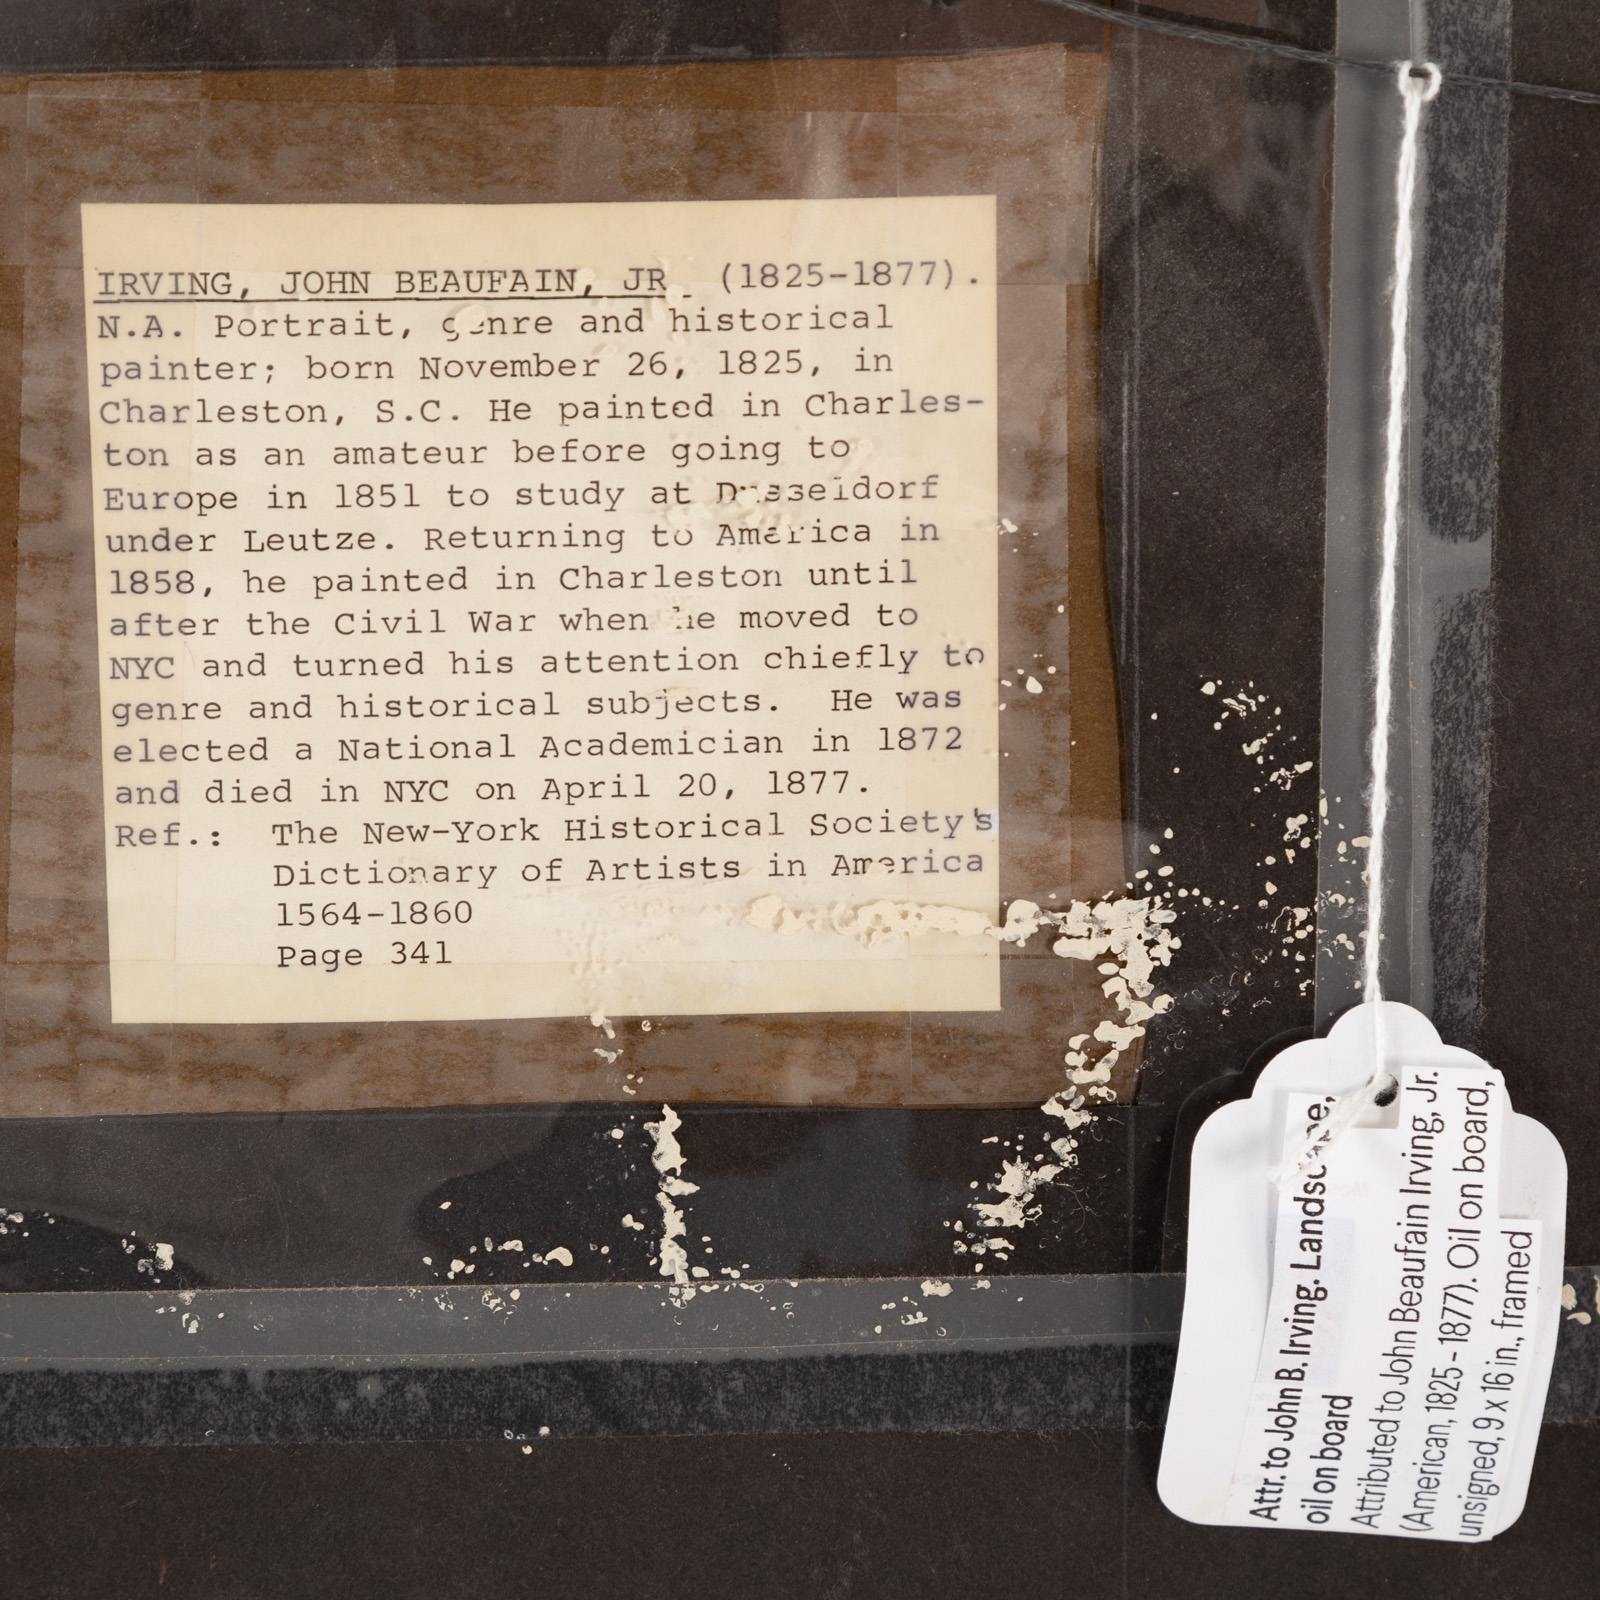 IRVING, JOHN BEAUFAIN, JR (1825-1877).
N.A. Portrait, genre and historical
painter; born November 26, 1825, in
Charleston, S.C. He painted in Charles-
ton as an amateur before going to
Europe in 1851 to study at Dusseldorf
under Leutze. Returning to America in
1858, he painted in Charleston until
after the Civil War when he moved to
NYC and turned his attention chiefly to
genre and historical subjects. He was
elected a National Academician in 1872
and died in NYC on April 20, 1877.
Ref.: The New-York Historical Society's
Dictionary of Artists in America
1564-1860
Page 341
Attr. to John B. Irving. Landscape,
oil on board
Attributed to John Beaufain Irving, Jr.
(American, 1825 - 1877). Oil on board,
unsigned, 9 x 16 in., framed